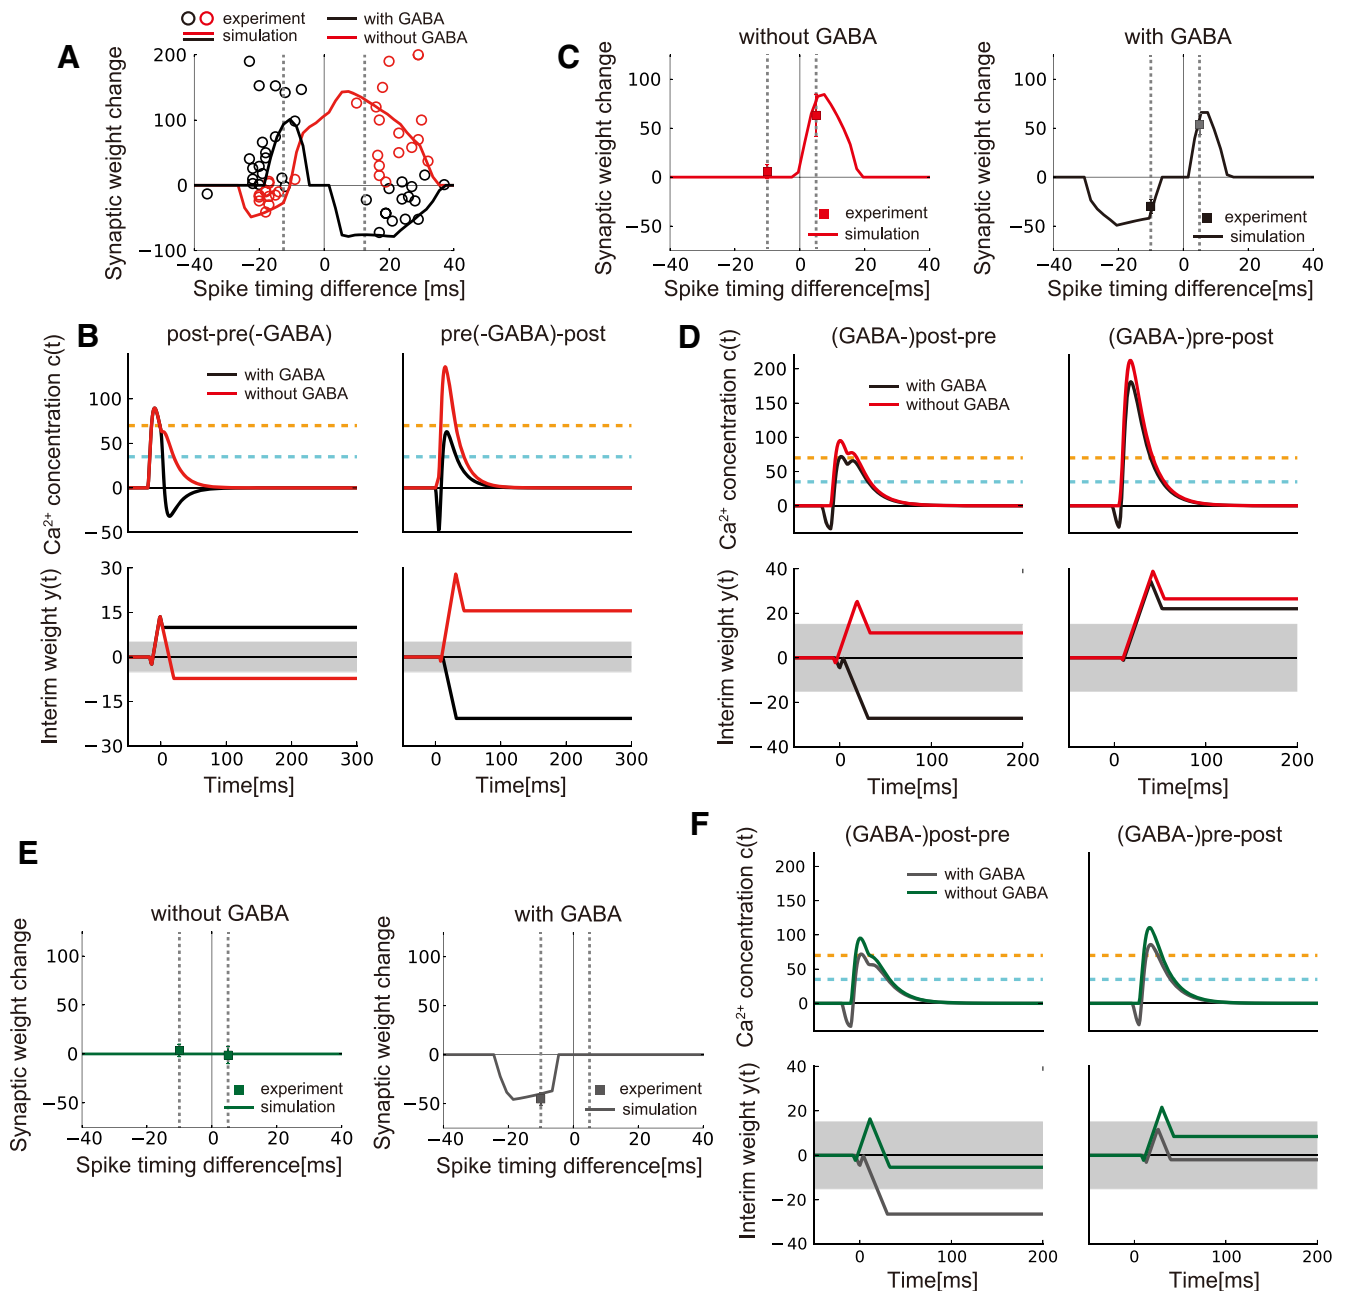 A
experiment
simulation
with GABA
without GABA
Synaptic weight change
200
100
0
−100
−40 −20 0 20 40
Spike timing difference [ms]
C
without GABA
Synaptic weight change
100
50
0
−50
experiment
simulation
−40 −20 0 20 40
Spike timing difference[ms]
with GABA
Synaptic weight change
100
50
0
−50
experiment
simulation
−40 −20 0 20 40
Spike timing difference[ms]
B
post-pre(-GABA)
pre(-GABA)-post
Ca²⁺ concentration c(t)
100
50
0
−50
with GABA
without GABA
Interim weight y(t)
30
15
0
−15
−30
0 100 200 300
Time[ms]
0 100 200 300
Time[ms]
D
(GABA-)post-pre
(GABA-)pre-post
Ca²⁺ concentration c(t)
200
150
100
50
0
with GABA
without GABA
Interim weight y(t)
40
20
0
−20
−40
0 100 200
Time[ms]
0 100 200
Time[ms]
E
without GABA
Synaptic weight change
100
50
0
−50
experiment
simulation
−40 −20 0 20 40
Spike timing difference[ms]
with GABA
Synaptic weight change
100
50
0
−50
experiment
simulation
−40 −20 0 20 40
Spike timing difference[ms]
F
(GABA-)post-pre
(GABA-)pre-post
Ca²⁺ concentration c(t)
200
150
100
50
0
with GABA
without GABA
Interim weight y(t)
40
20
0
−20
−40
0 100 200
Time[ms]
0 100 200
Time[ms]